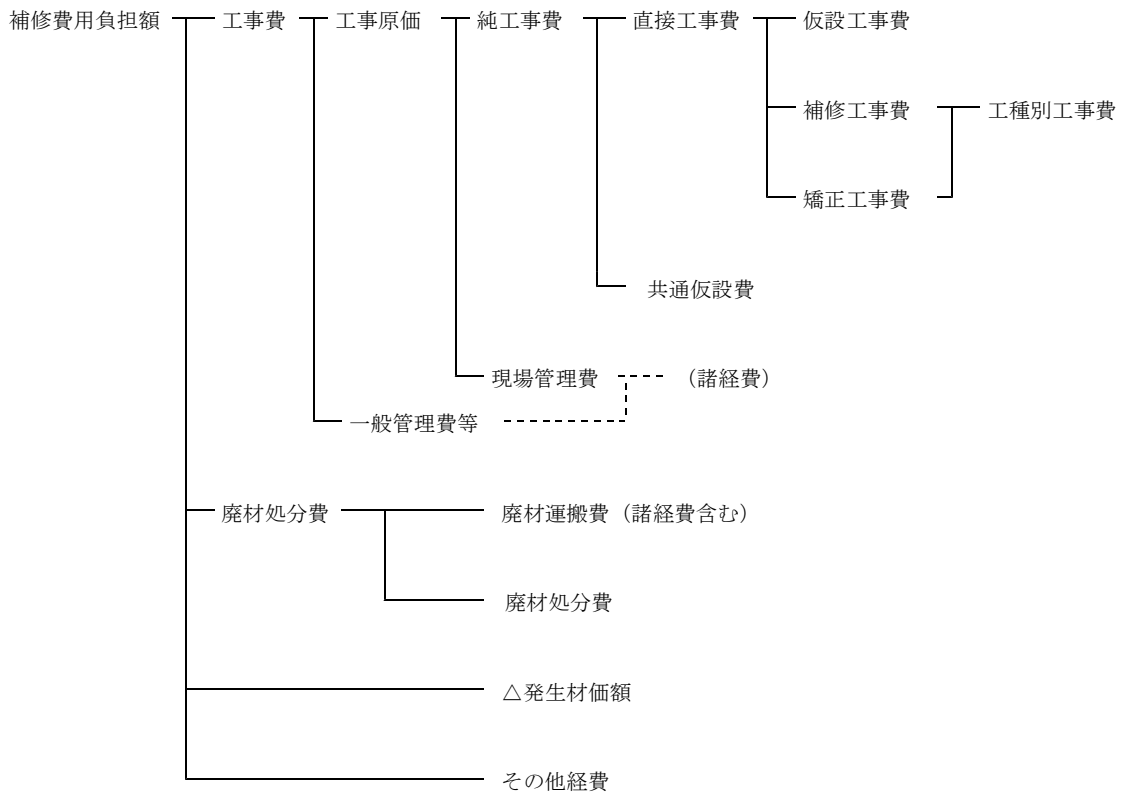 補修費用負担額 工事費 工事原価 純工事費 直接工事費 仮設工事費
補修工事費 工種別工事費
矯正工事費
共通仮設費
現場管理費 (諸経費)
一般管理費等
廃材処分費 廃材運搬費（諸経費含む）
廃材処分費
△発生材価額
その他経費